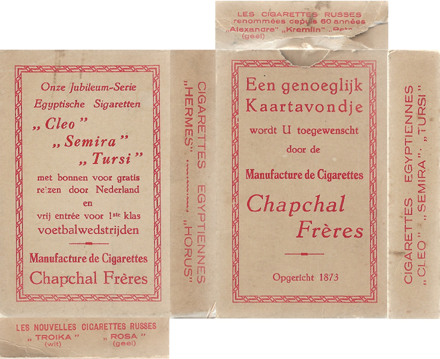 LES CIGARETTES RUSSES
renommées depuis 60 années
„Alexandra” „Kremlin”
(geel)
Onze Jubileum-Serie
Egyptische Sigaretten
„Cleo”
„Semira”
„Tursi”
met bonnen voor gratis
reizen door Nederland
en
vrij entrée voor 1ste klas
voetbalwedstrijden
Manufacture de Cigarettes
Chapchal Frères
CIGARETTES EGYPTIENNES
„HERMES” „HORUS”
Een genoeglijk
Kaartavondje
wordt U toegewenscht
door de
Manufacture de Cigarettes
Chapchal
Frères
Opgericht 1873
CIGARETTES EGYPTIENNES
„CLEO” „SEMIRA” „TURSI”
LES NOUVELLES CIGARETTES RUSSES
„TROIKA” „ROSA”
(wit) (geel)